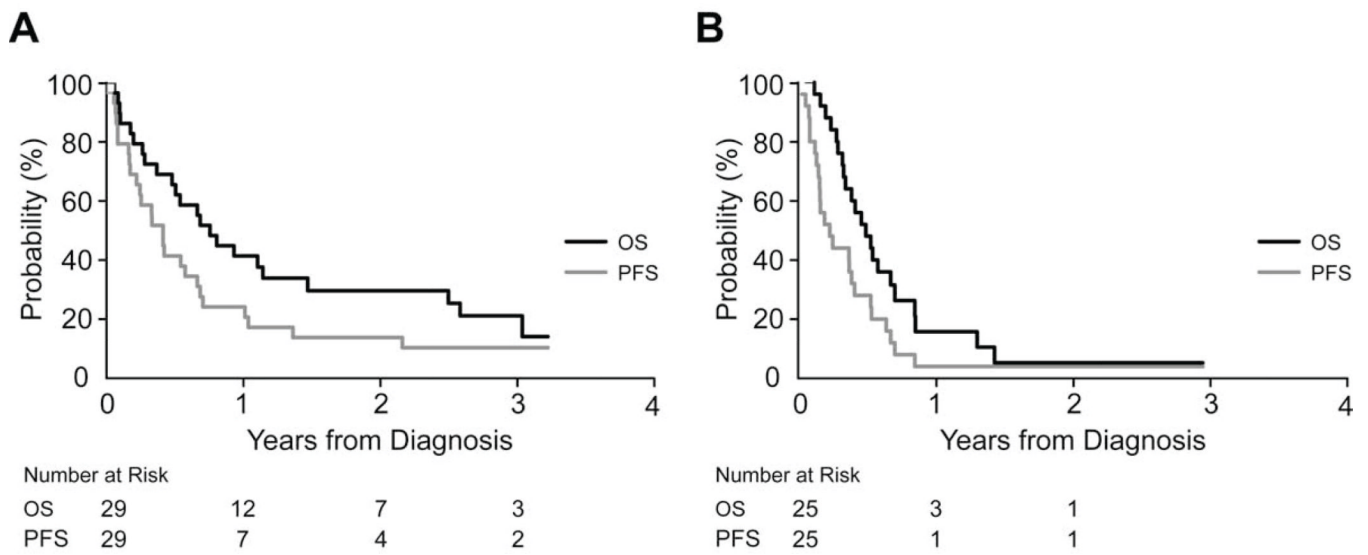 A
Probability (%)
100
80
60
40
20
0
0 1 2 3 4
Years from Diagnosis
OS
PFS
Number at Risk
OS 29 12 7 3
PFS 29 7 4 2
B
Probability (%)
100
80
60
40
20
0
0 1 2 3 4
Years from Diagnosis
OS
PFS
Number at Risk
OS 25 3 1
PFS 25 1 1